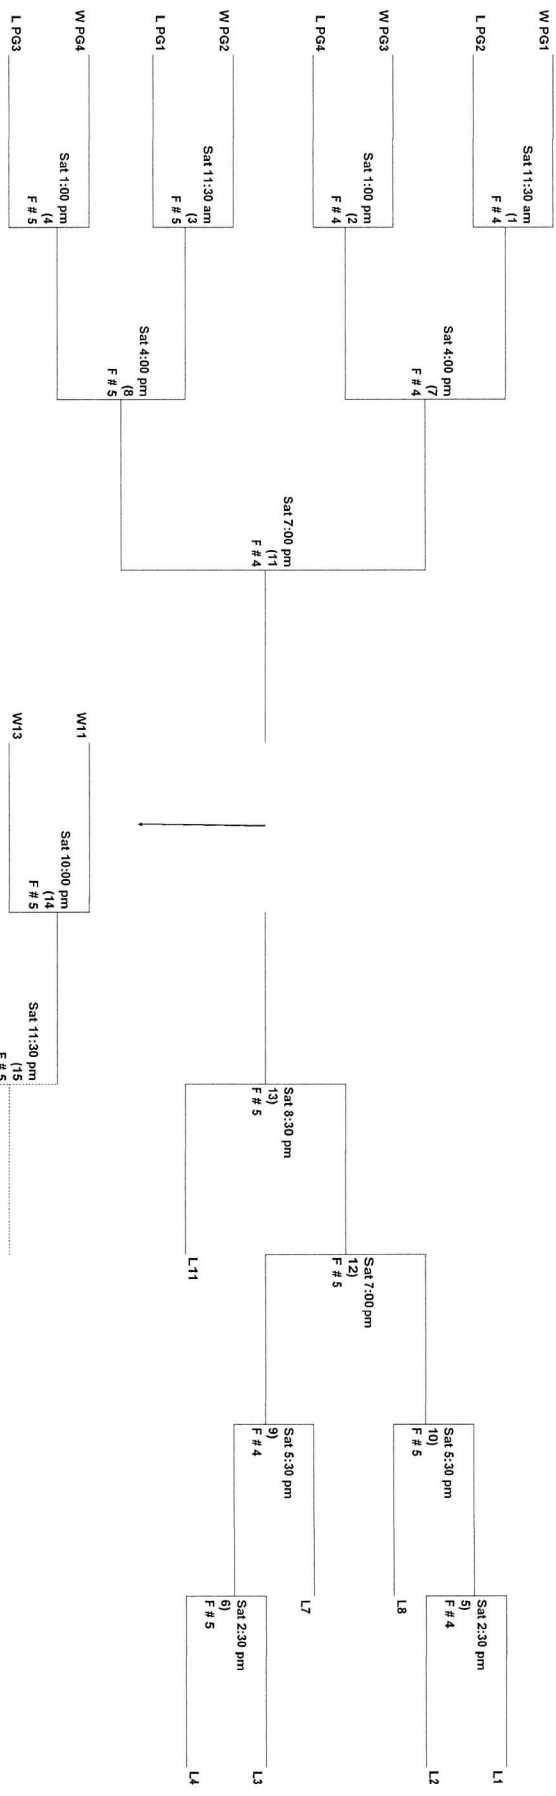 W PG1
Sat 11:30 am
(1
F # 4
L PG2
Sat 4:00 pm
(7
F # 4
W PG3
Sat 1:00 pm
(2
F # 4
L PG4
Sat 7:00 pm
(11
F # 4
W PG2
Sat 11:30 am
(3
F # 5
L PG1
Sat 4:00 pm
(8
F # 5
W PG4
Sat 1:00 pm
(4
F # 5
L PG3
L1
Sat 2:30 pm
5)
F # 4
L2
Sat 5:30 pm
10)
F # 5
L8
Sat 7:00pm
12)
F # 5
L7
Sat 5:30 pm
9)
F # 4
L3
Sat 2:30 pm
6)
F # 5
L4
Sat 8:30 pm
13)
F # 5
L11
W11
Sat 10:00 pm
(14
F # 5
W13
Sat 11:30 pm
(15
F # 5